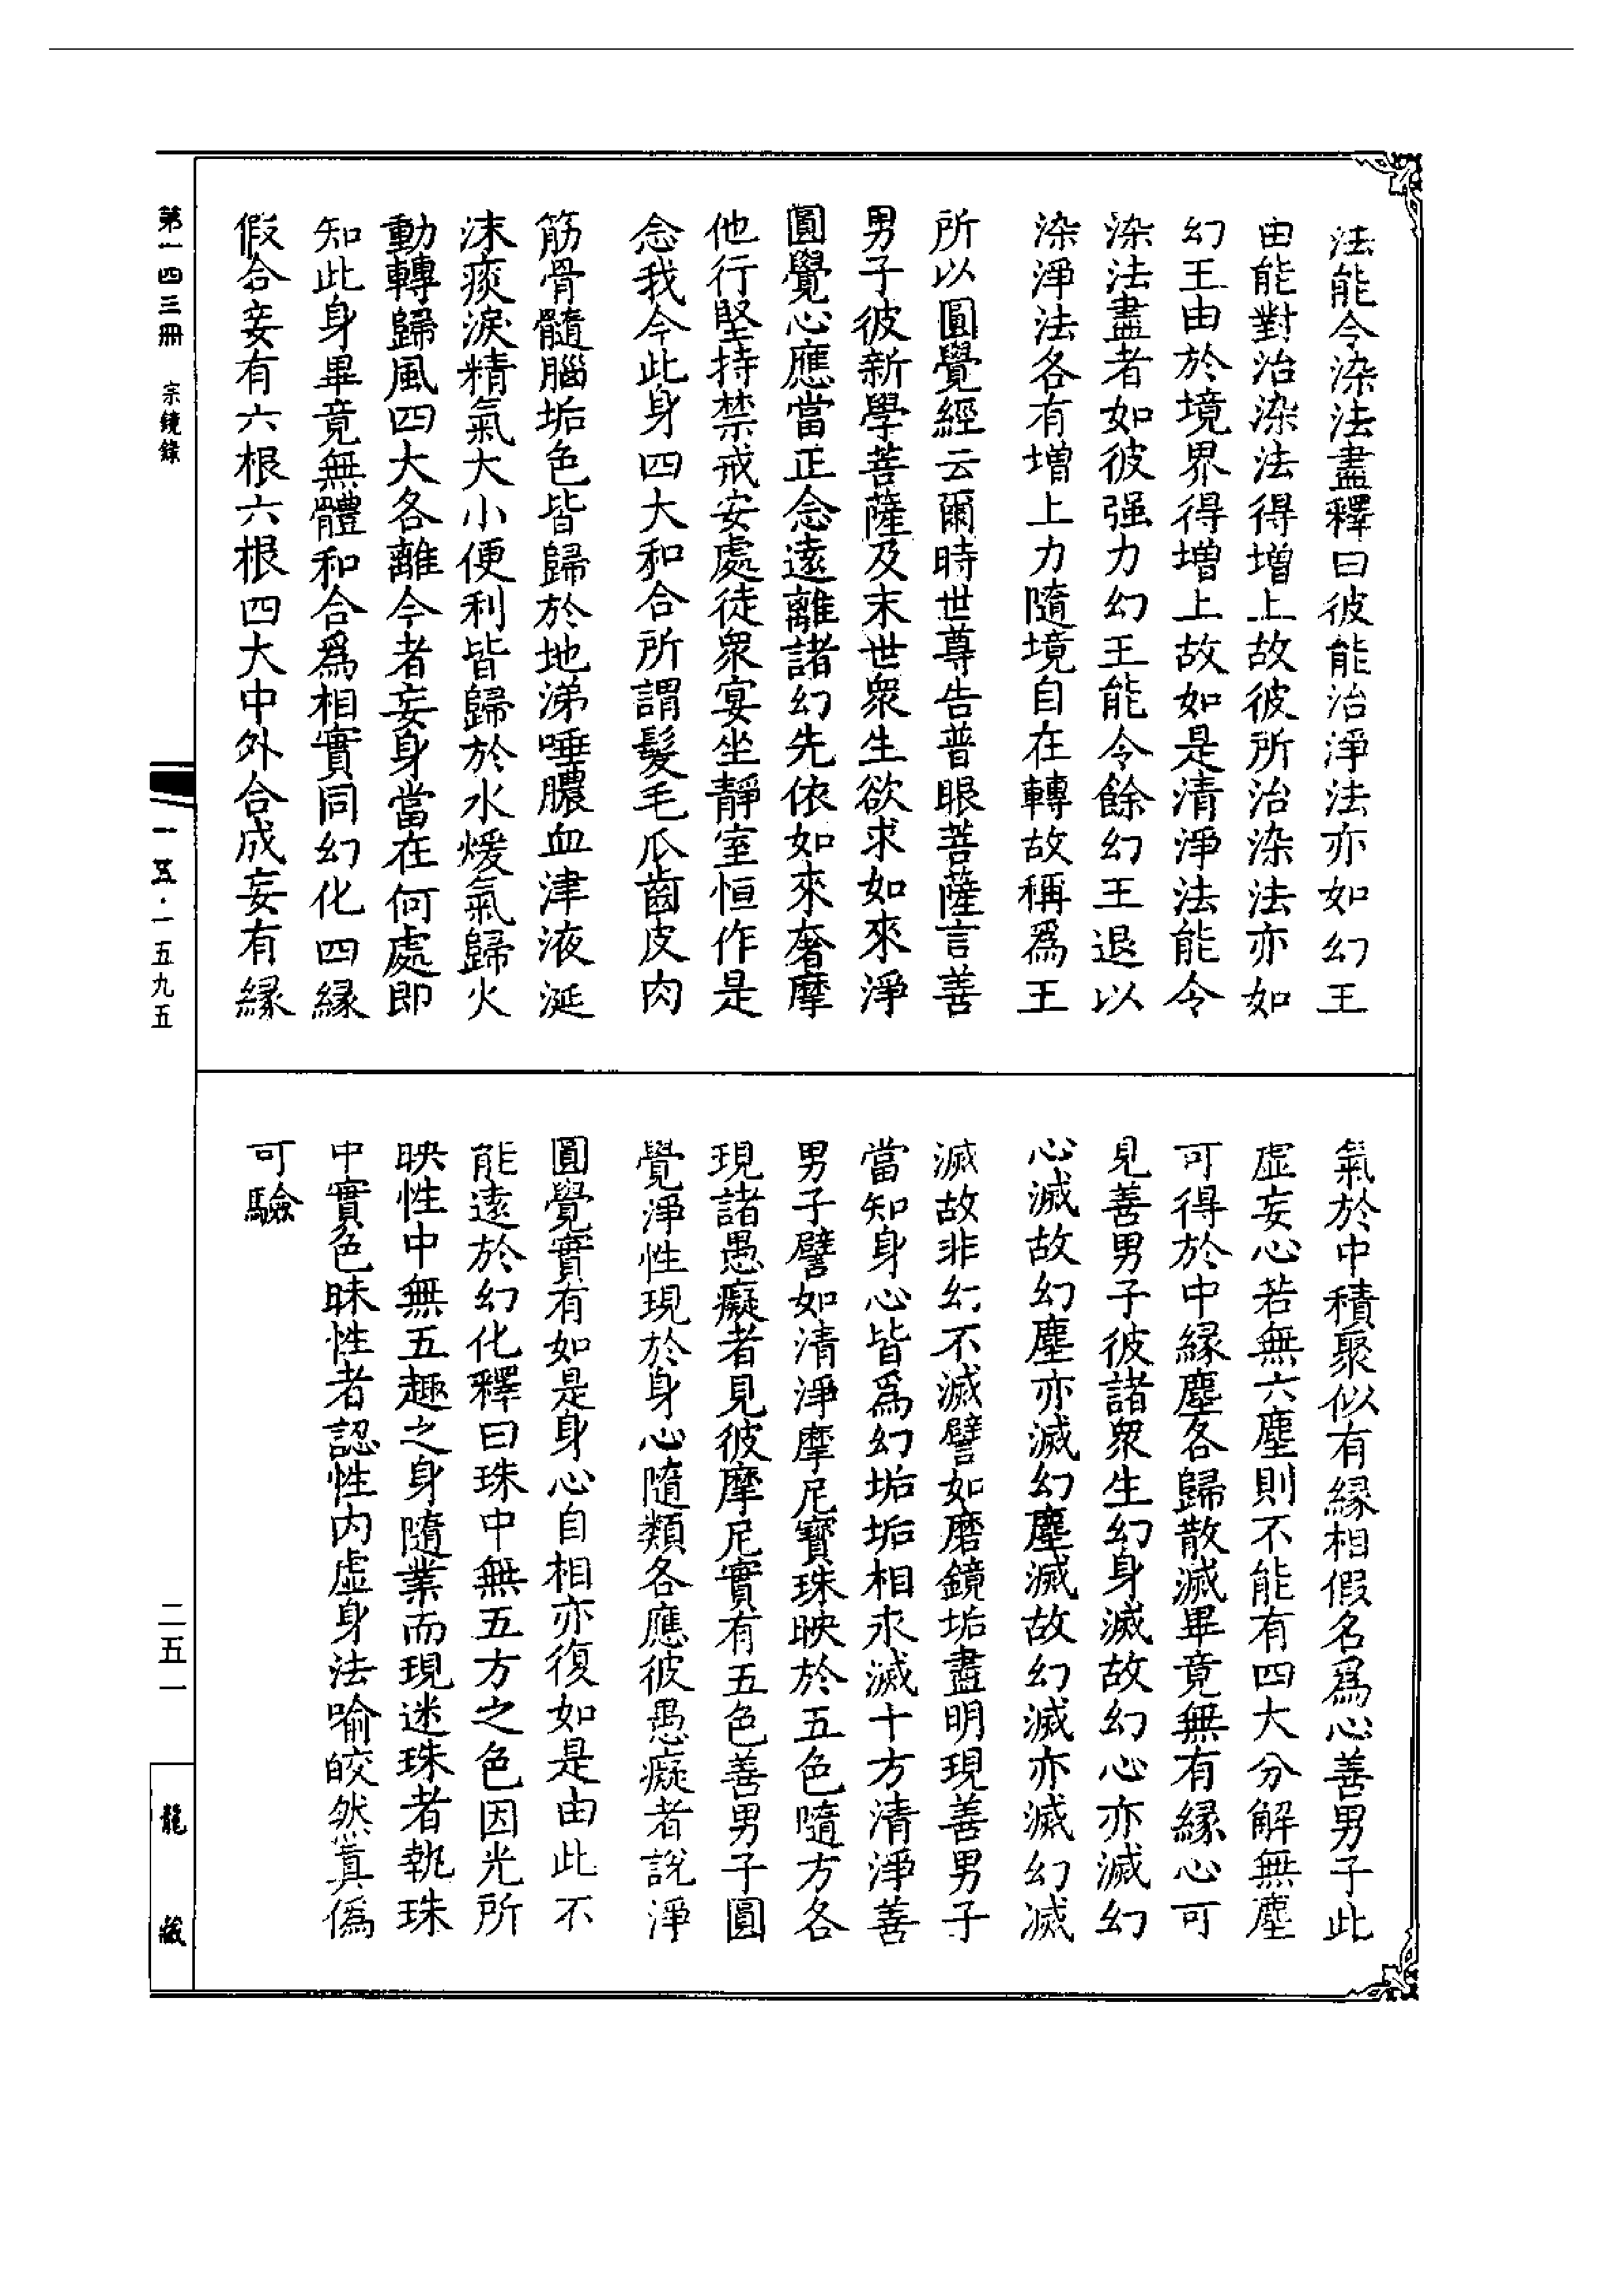 法能令染法盡釋曰彼能治淨法亦如幻王
由能對治染法得增上故彼所治染法亦如
幻王由於境界得增上故如是清淨法能令
染法盡者如彼强力幻王能令餘幻王退以
染淨法各有增上力隨境自在轉故稱爲王
所以圓覺經云爾時世尊告普眼菩薩言善
男子彼新學菩薩及末世衆生欲求如來淨
圓覺心應當正念遠離諸幻先依如來奢摩
他行堅持禁戒安處徒衆宴坐靜室恒作是
念我今此身四大和合所謂髮毛爪齒皮肉
筋骨髓腦垢色皆歸於地涕唾膿血津液涎
沫痰淚精氣大小便利皆歸於水煖氣歸火
動轉歸風四大各離今者妄身當在何處即
知此身畢竟無體和合爲相實同幻化四緣
假合妄有六根六根四大中外合成妄有緣
氣於中積聚似有緣相假名爲心善男子此
虛妄心若無六塵則不能有四大分解無塵
可得於中緣塵各歸散滅畢竟無有緣心可
見善男子彼諸衆生幻身滅故幻心亦滅幻
心滅故幻塵亦滅幻塵滅故幻滅亦滅幻滅
滅故非幻不滅譬如磨鏡垢盡明現善男子
當知身心皆爲幻垢垢相永滅十方清淨善
男子譬如清淨摩尼寶珠映於五色隨方各
現諸愚癡者見彼摩尼實有五色善男子圓
覺淨性現於身心隨類各應彼愚癡者說淨
圓覺實有如是身心自相亦復如是由此不
能遠於幻化釋曰珠中無五方之色因光所
映性中無五趣之身隨業而現迷珠者執珠
中實色昧性者認性内虛身法喻皎然眞僞
可驗
第一四三冊 宗鏡錄
一五·一五九五
二五一
龍藏